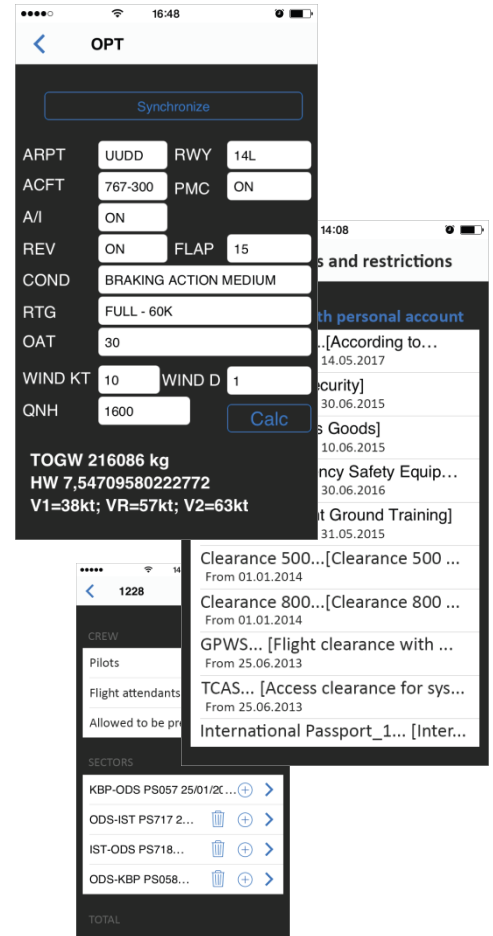 16:48
OPT
Synchronize
ARPT UUDD RWY 14L
ACFT 767-300 PMC ON
A/I ON
REV ON FLAP 15
COND BRAKING ACTION MEDIUM
RTG FULL - 60K
OAT 30
WIND KT 10 WIND D 1
QNH 1600 Calc
TOGW 216086 kg
HW 7,54709580222772
V1=38kt; VR=57kt; V2=63kt
14:08
s and restrictions
th personal account
...[According to...
14.05.2017
ecurity]
30.06.2015
s Goods]
10.06.2015
ncy Safety Equip...
30.06.2016
t Ground Training]
31.05.2015
Clearance 500...[Clearance 500 ...
From 01.01.2014
Clearance 800...[Clearance 800 ...
From 01.01.2014
GPWS... [Flight clearance with ...
From 25.06.2013
TCAS... [Access clearance for sys...
From 25.06.2013
International Passport_1... [Inter...
14
1228
CREW
Pilots
Flight attendants
Allowed to be pre
SECTORS
KBP-ODS PS057 25/01/20...
ODS-IST PS717 2...
IST-ODS PS718...
ODS-KBP PS058...
TOTAL